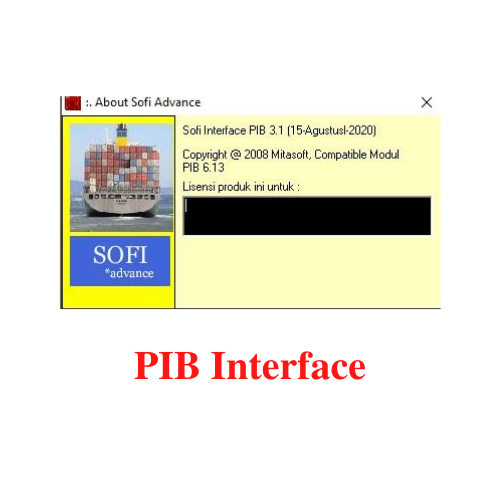 :. About Sofi Advance
Sofi Interface PIB 3.1 (15-Agustusl-2020)
Copyright @ 2008 Mitasoft, Compatible Modul
PIB 6.13
Lisensi produk ini untuk :
SOFI
*advance
PIB Interface